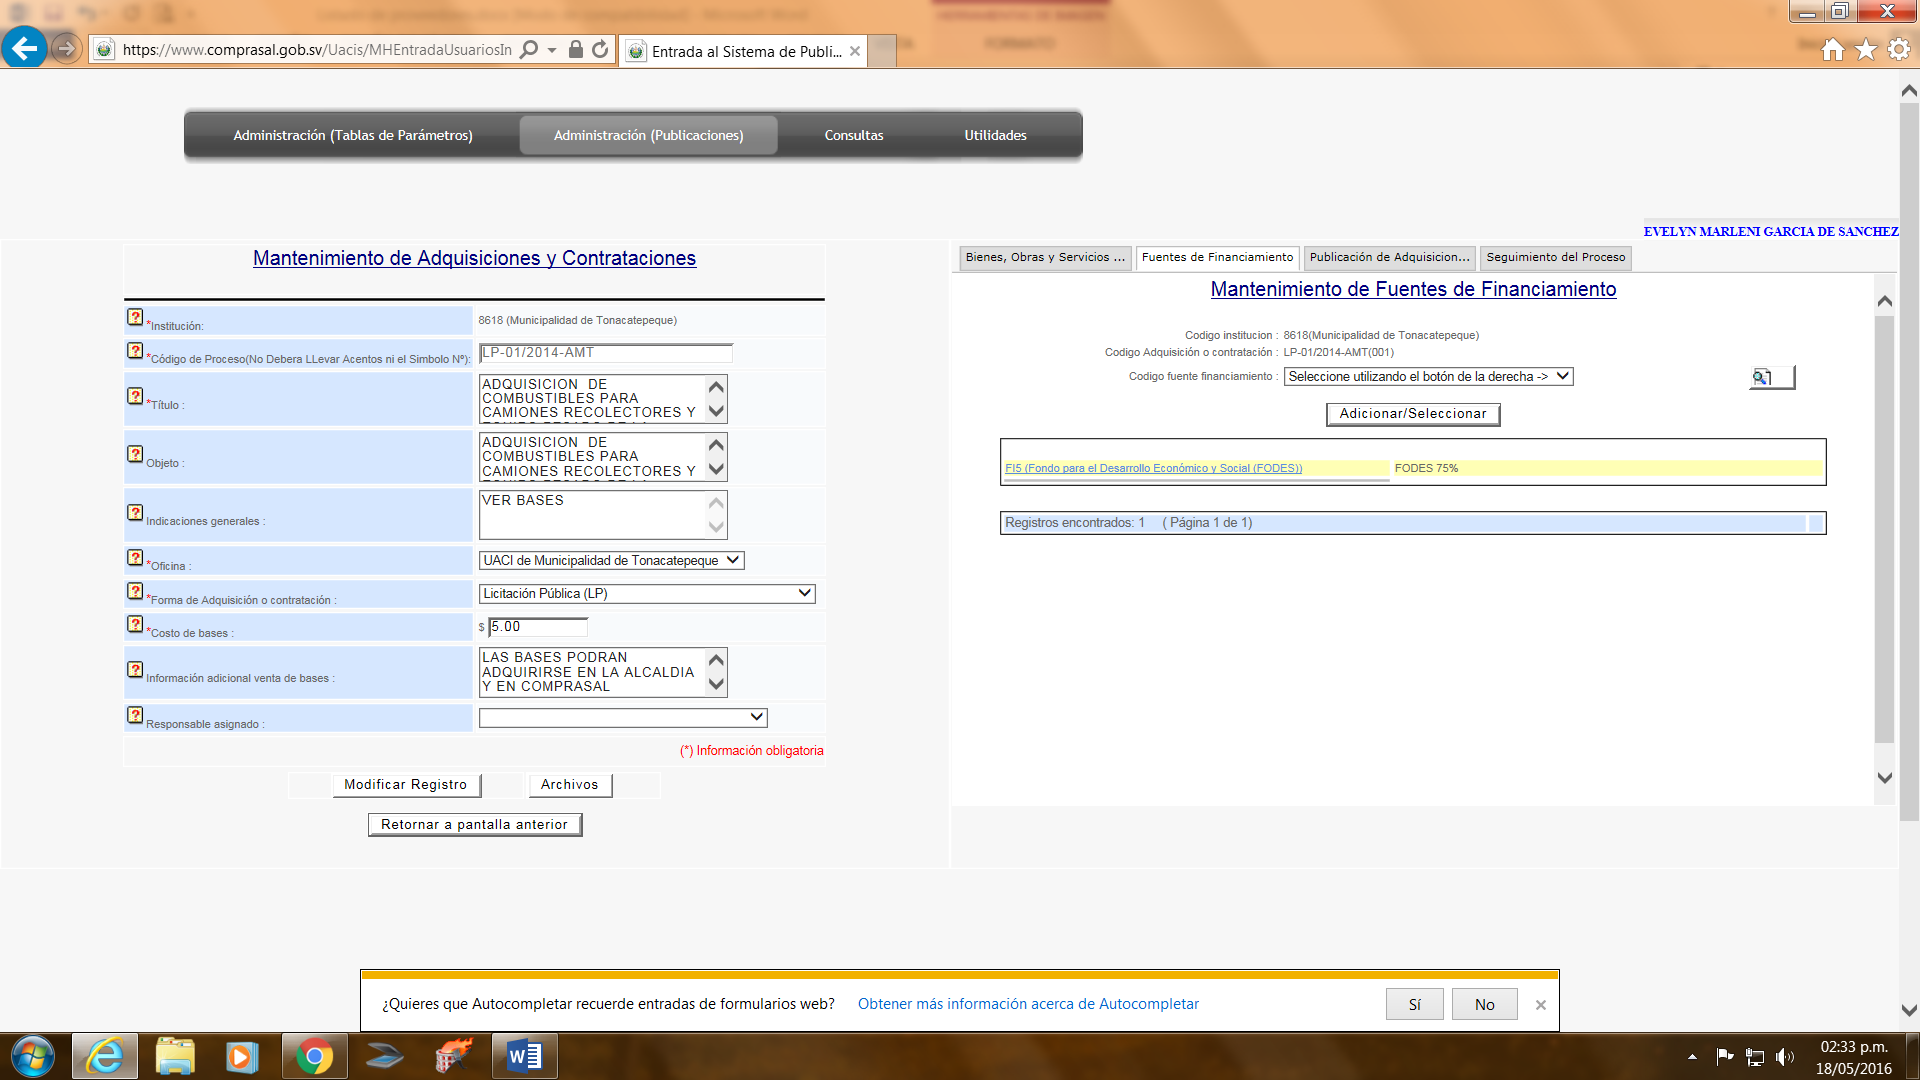 https://www.comprasal.gob.sv/Uacis/MHEntradaUsuariosIn
Entrada al Sistema de Publi...
Administración (Tablas de Parámetros)
Administración (Publicaciones)
Consultas
Utilidades
EVELYN MARLENI GARCIA DE SANCHEZ
Mantenimiento de Adquisiciones y Contrataciones
*Institución:
8618 (Municipalidad de Tonacatepeque)
*Código de Proceso(No Debera LLevar Acentos ni el Simbolo Nº):
LP-01/2014-AMT
*Título :
ADQUISICION DE
COMBUSTIBLES PARA
CAMIONES RECOLECTORES Y
Objeto :
ADQUISICION DE
COMBUSTIBLES PARA
CAMIONES RECOLECTORES Y
Indicaciones generales :
VER BASES
*Oficina :
UACI de Municipalidad de Tonacatepeque
*Forma de Adquisición o contratación :
Licitación Pública (LP)
*Costo de bases :
$ 5.00
Información adicional venta de bases :
LAS BASES PODRAN
ADQUIRIRSE EN LA ALCALDIA
Y EN COMPRASAL
Responsable asignado :
(*) Información obligatoria
Modificar Registro
Archivos
Retornar a pantalla anterior
Bienes, Obras y Servicios ...
Fuentes de Financiamiento
Publicación de Adquisicion...
Seguimiento del Proceso
Mantenimiento de Fuentes de Financiamiento
Codigo institucion : 8618(Municipalidad de Tonacatepeque)
Codigo Adquisición o contratación : LP-01/2014-AMT(001)
Codigo fuente financiamiento : Seleccione utilizando el botón de la derecha ->
Adicionar/Seleccionar
FI5 (Fondo para el Desarrollo Económico y Social (FODES)) FODES 75%
Registros encontrados: 1 ( Página 1 de 1)
¿Quieres que Autocompletar recuerde entradas de formularios web?
Obtener más información acerca de Autocompletar
Sí
No
02:33 p.m.
18/05/2016